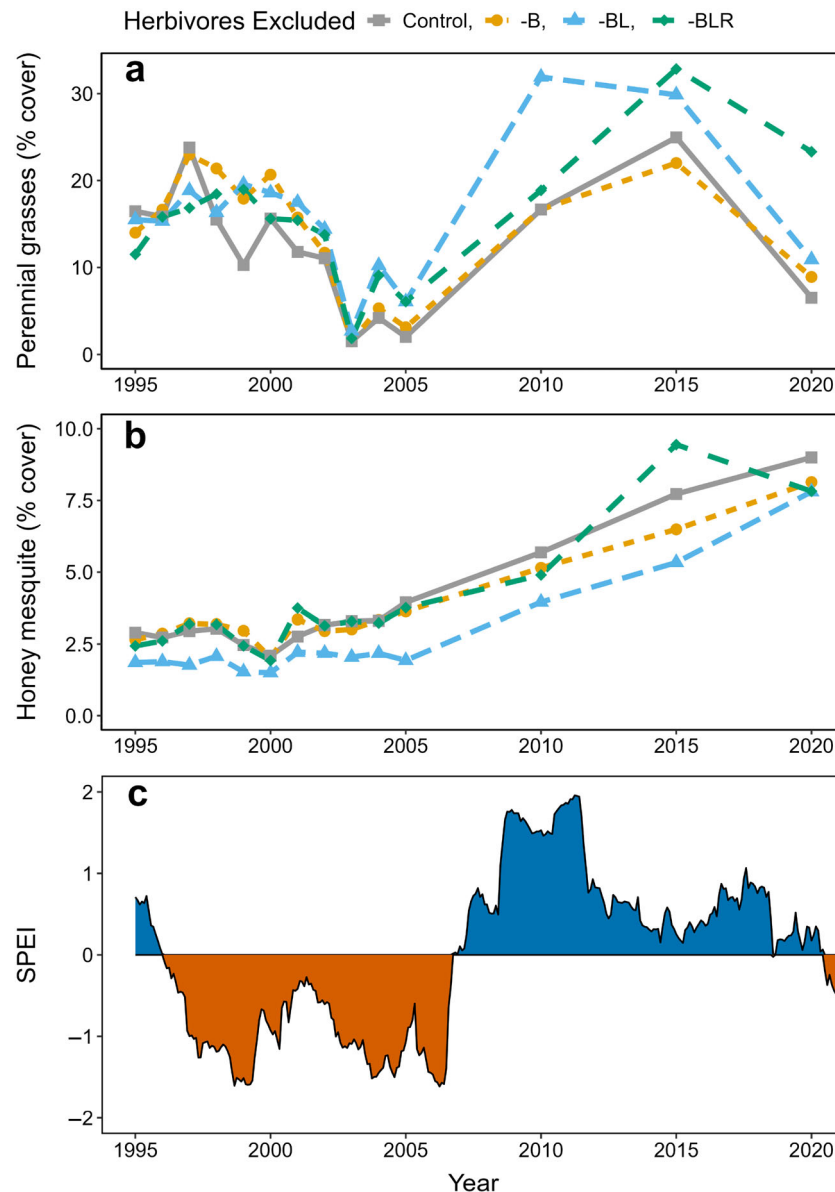 Herbivores Excluded Control, -B, -BL, -BLR
a
Perennial grasses (% cover)
30
20
10
0
1995 2000 2005 2010 2015 2020
b
Honey mesquite (% cover)
10.0
7.5
5.0
2.5
0.0
1995 2000 2005 2010 2015 2020
c
SPEI
2
1
0
−1
−2
1995 2000 2005 2010 2015 2020
Year